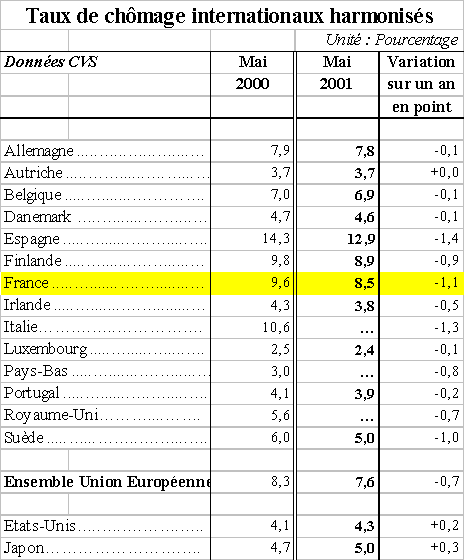 Taux de chômage internationaux harmonisés
Unité : Pourcentage
Données CVS Mai Mai Variation
2000 2001 sur un an
en point
Allemagne 7,9 7,8 -0,1
Autriche 3,7 3,7 +0,0
Belgique 7,0 6,9 -0,1
Danemark 4,7 4,6 -0,1
Espagne 14,3 12,9 -1,4
Finlande 9,8 8,9 -0,9
France 9,6 8,5 -1,1
Irlande 4,3 3,8 -0,5
Italie 10,6 ... -1,3
Luxembourg 2,5 2,4 -0,1
Pays-Bas 3,0 ... -0,8
Portugal 4,1 3,9 -0,2
Royaume-Uni 5,6 ... -0,7
Suède 6,0 5,0 -1,0
Ensemble Union Européenne 8,3 7,6 -0,7
Etats-Unis 4,1 4,3 +0,2
Japon 4,7 5,0 +0,3